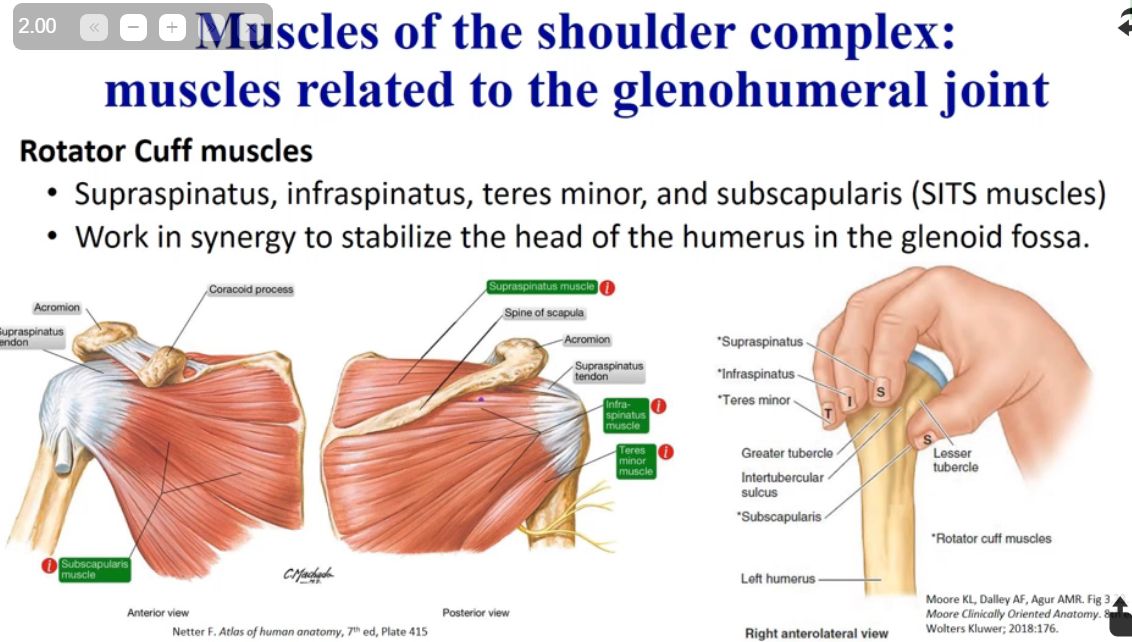 2.00
Muscles of the shoulder complex:
muscles related to the glenohumeral joint
Rotator Cuff muscles
• Supraspinatus, infraspinatus, teres minor, and subscapularis (SITS muscles)
• Work in synergy to stabilize the head of the humerus in the glenoid fossa.
Coracoid process
Acromion
upraspinatus
endon
Subscapularis
muscle
Anterior view
Supraspinatus muscle
Spine of scapula
Acromion
Supraspinatus
tendon
Infra-
spinatus
muscle
Teres
minor
muscle
C.Machado
M.D.
Posterior view
Netter F. Atlas of human anatomy, 7th ed, Plate 415
*Supraspinatus
*Infraspinatus
*Teres minor
T
I
S
S
Greater tubercle
Intertubercular
sulcus
*Subscapularis
Lesser
tubercle
*Rotator cuff muscles
Left humerus
Right anterolateral view
Moore KL, Dalley AF, Agur AMR. Fig 3
Moore Clinically Oriented Anatomy.
Wolters Kluwer; 2018:176.